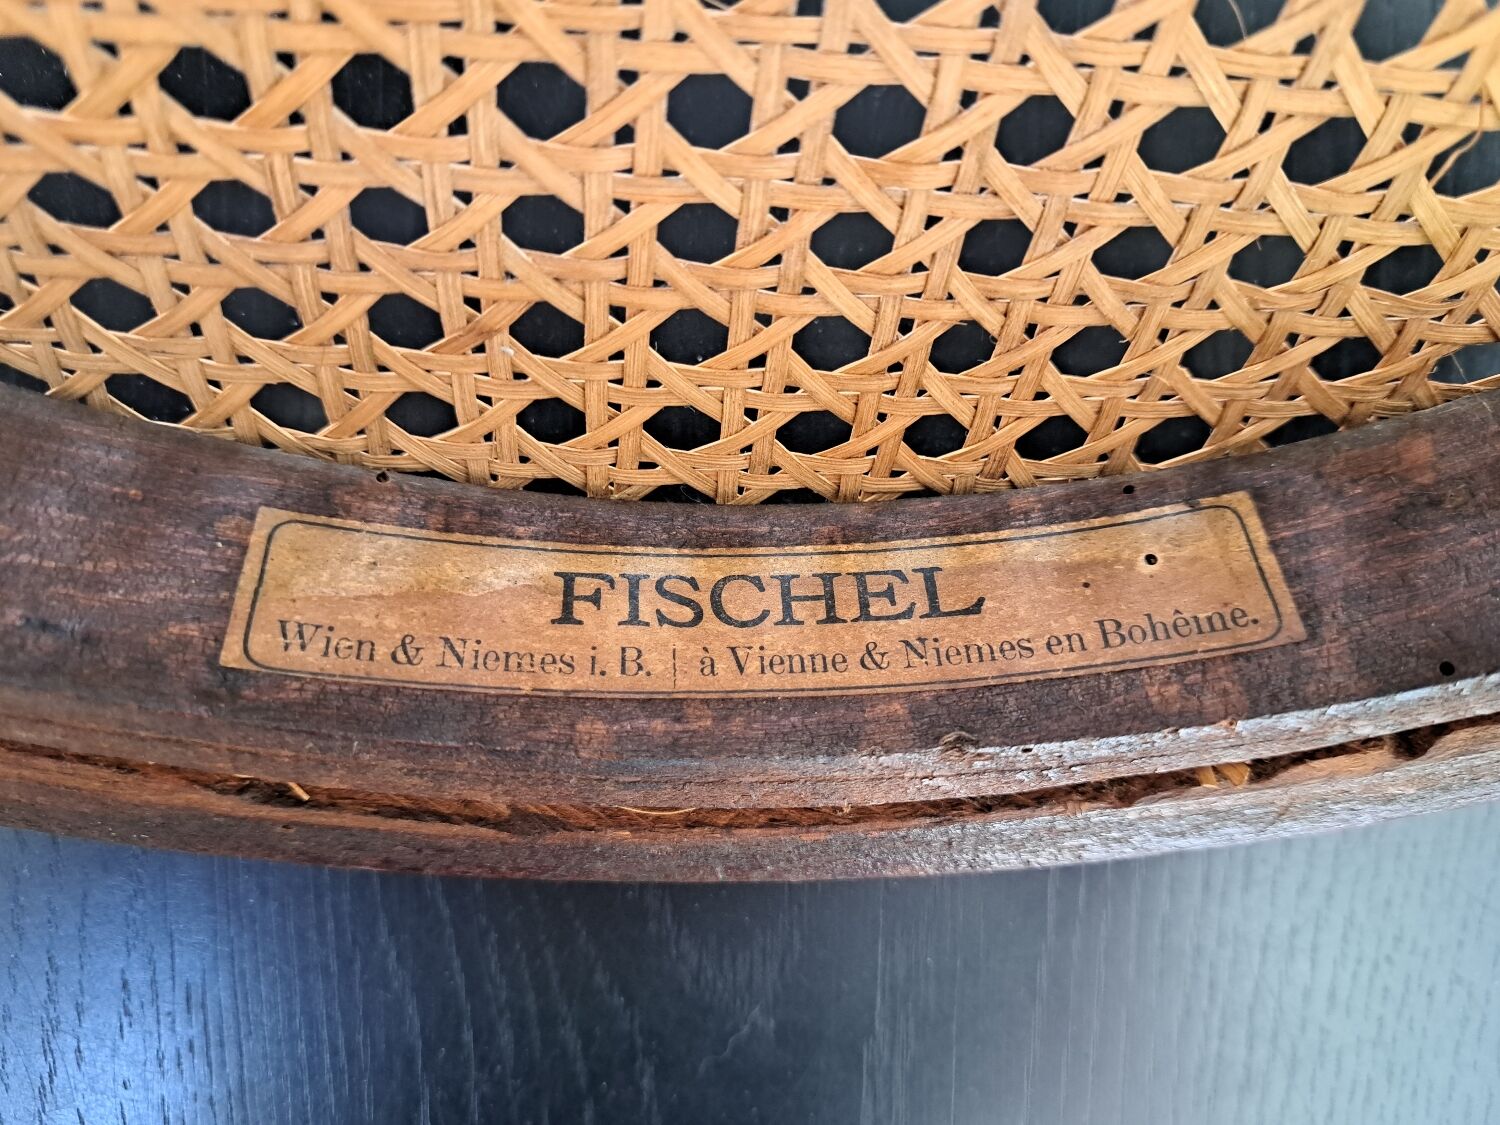 FISCHEL
Wien & Niemes i. B. | à Vienne & Niemes en Bohême.